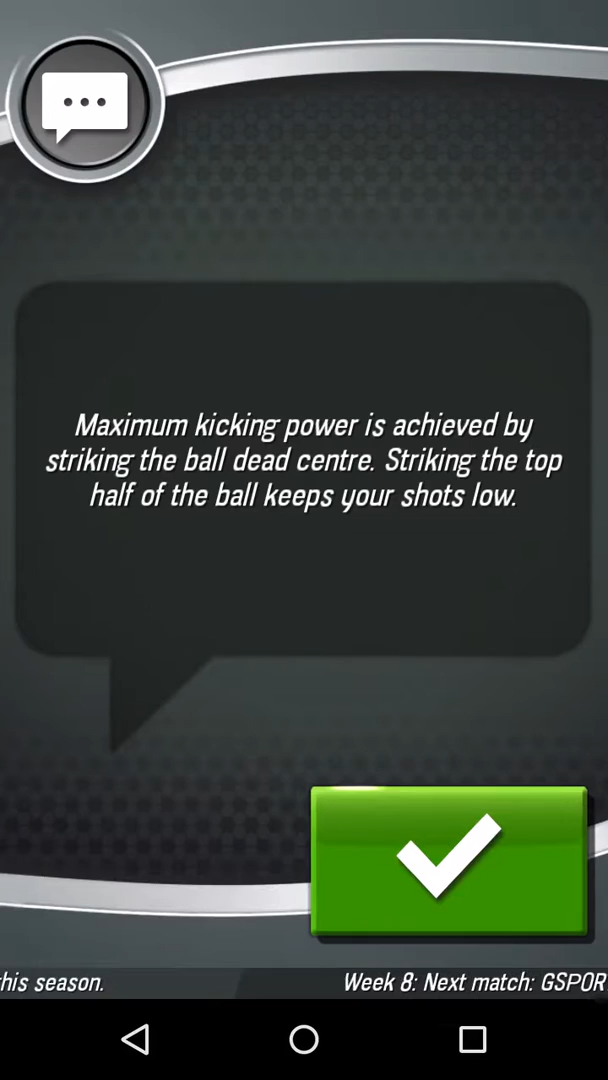 Maximum kicking power is achieved by
striking the ball dead centre. Striking the top
half of the ball keeps your shots low.
this season.
Week 8: Next match: GSPOR